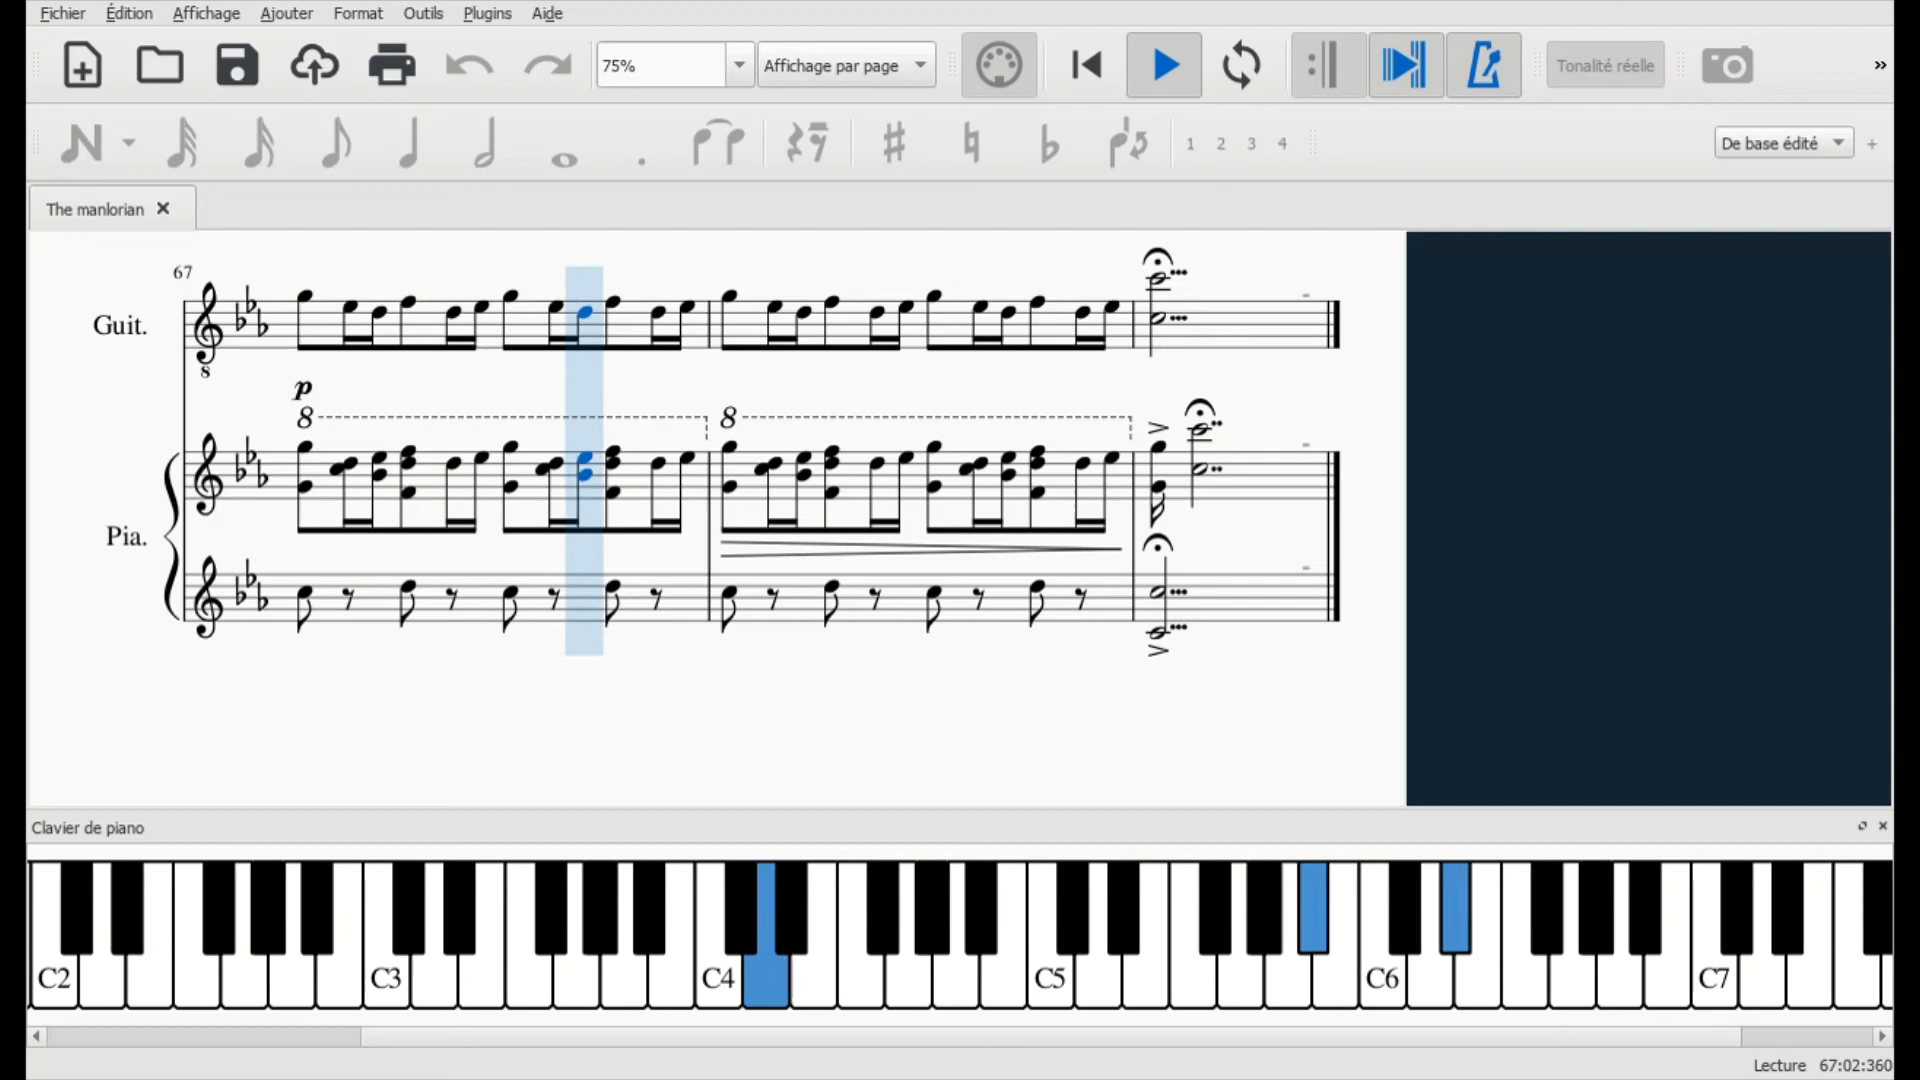 Fichier Édition Affichage Ajouter Format Outils Plugins Aide
75% Affichage par page Tonalité réelle »
1 2 3 4 De base édité +
The manlorian
67
Guit.
8
p
8 8
Pia.
Clavier de piano
C2 C3 C4 C5 C6 C7
Lecture 67:02:360